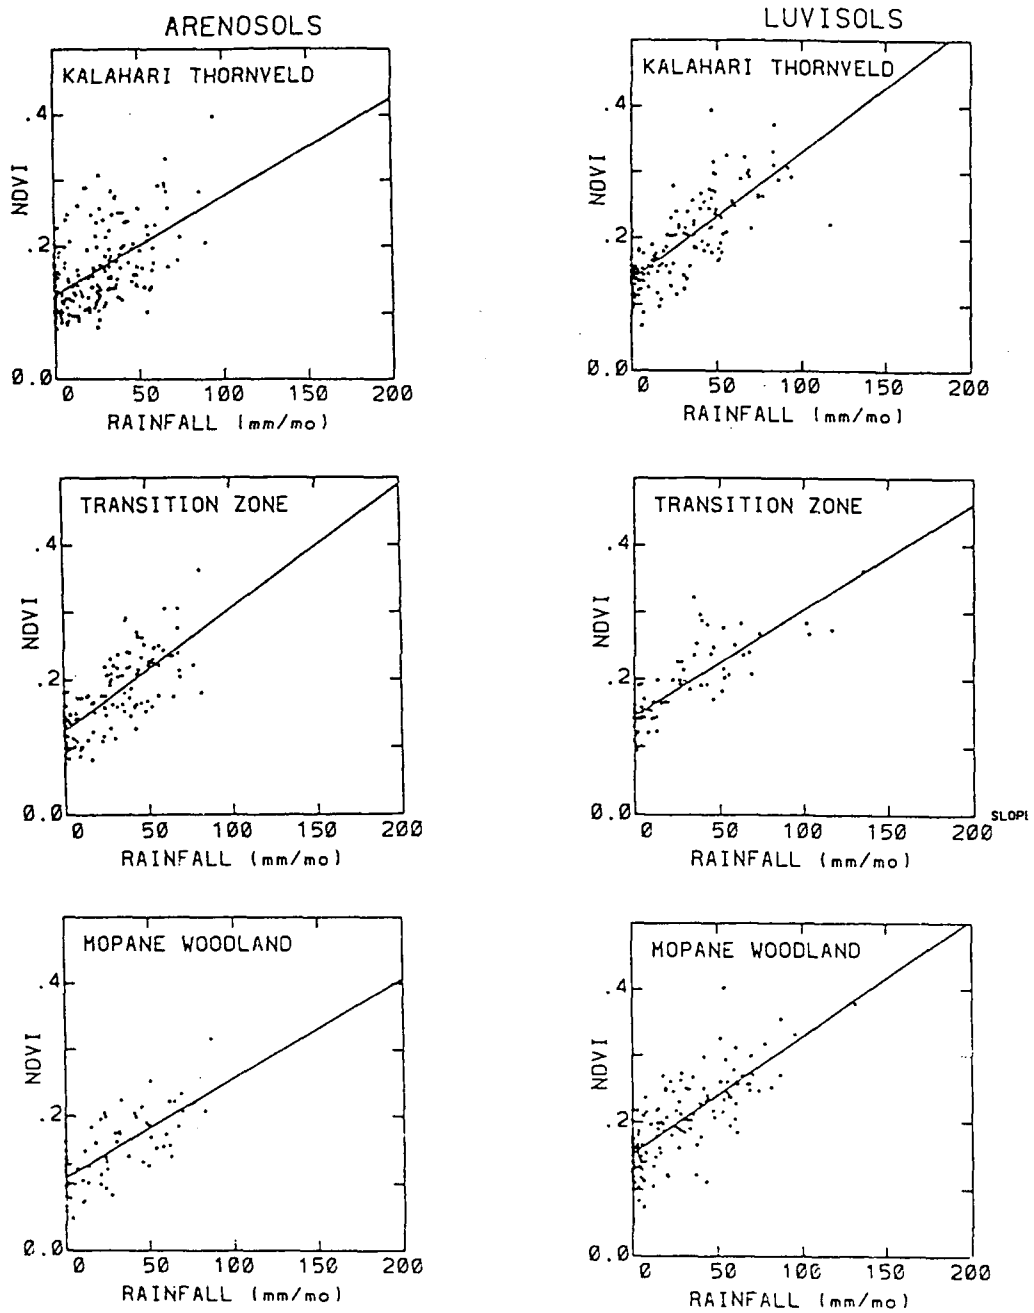 ARENOSOLS
KALAHARI THORNVELD
NDVI
.4
.2
0.0
0 50 100 150 200
RAINFALL (mm/mo)
LUVISOLS
KALAHARI THORNVELD
NDVI
.4
.2
0.0
0 50 100 150 200
RAINFALL (mm/mo)
TRANSITION ZONE
NDVI
.4
.2
0.0
0 50 100 150 200
RAINFALL (mm/mo)
TRANSITION ZONE
NDVI
.4
.2
0.0
0 50 100 150 200
RAINFALL (mm/mo)
SLOPE
MOPANE WOODLAND
NDVI
.4
.2
0.0
0 50 100 150 200
RAINFALL (mm/mo)
MOPANE WOODLAND
NDVI
.4
.2
0.0
0 50 100 150 200
RAINFALL (mm/mo)